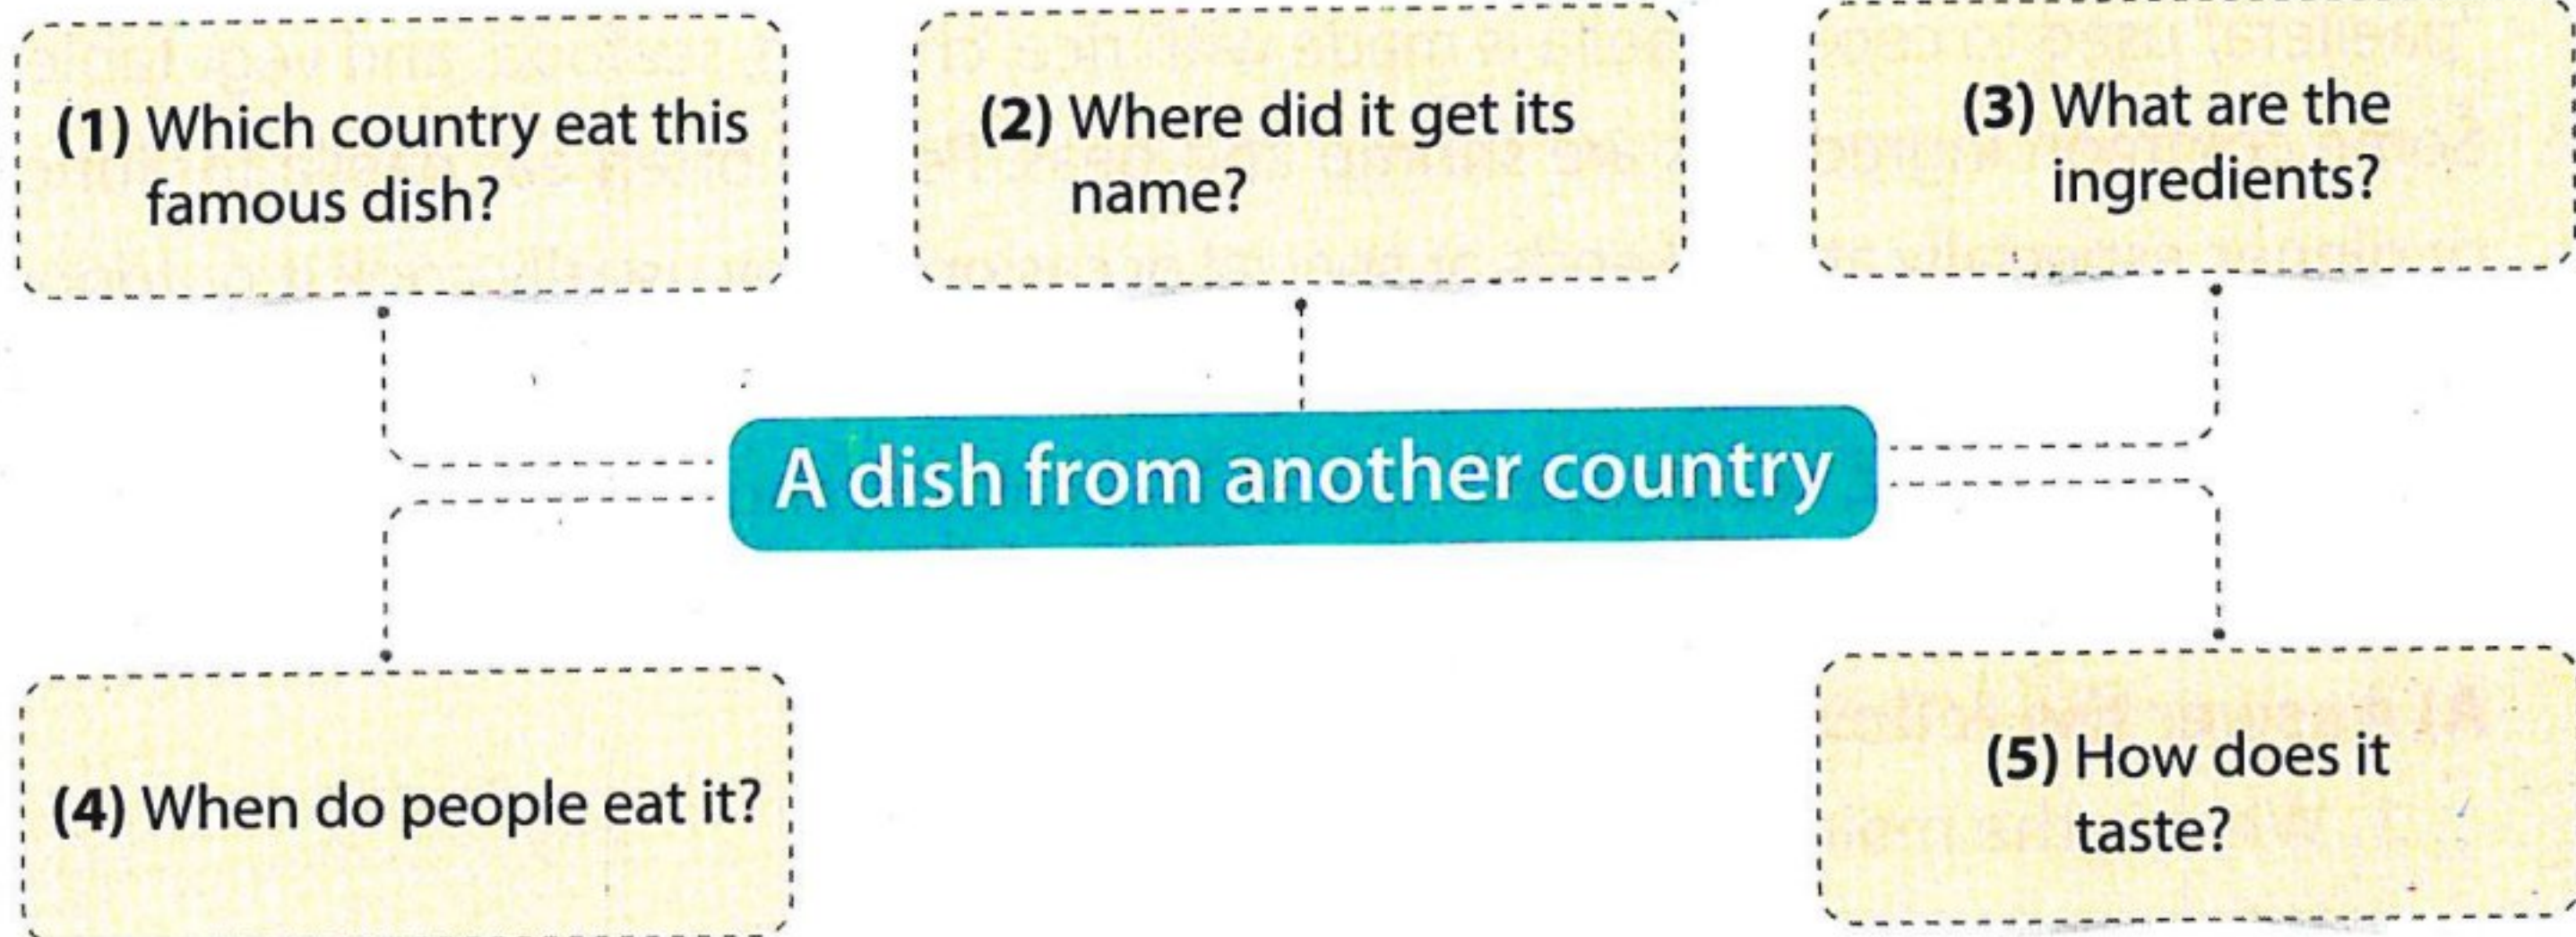 (1) Which country eat this
famous dish?
(2) Where did it get its
name?
(3) What are the
ingredients?
A dish from another country
(4) When do people eat it?
(5) How does it
taste?